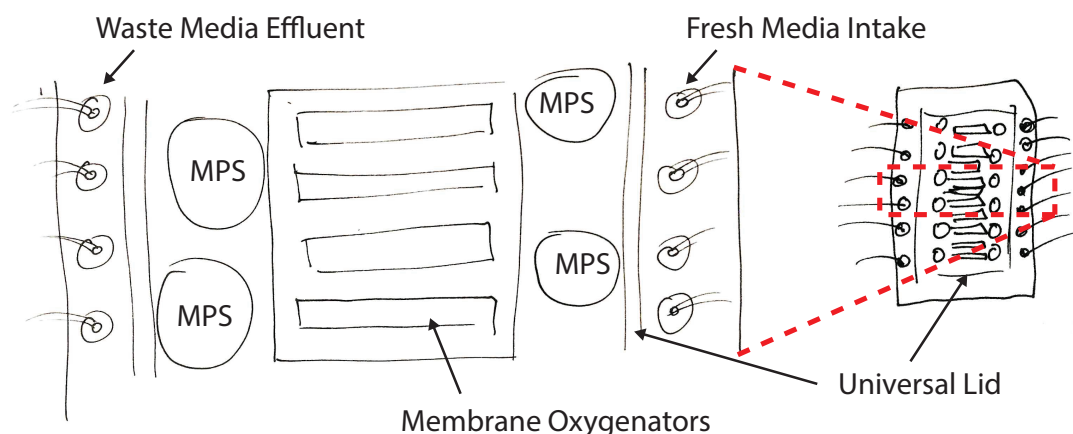 Waste Media Effluent
Fresh Media Intake
MPS
MPS
MPS
MPS
Universal Lid
Membrane Oxygenators